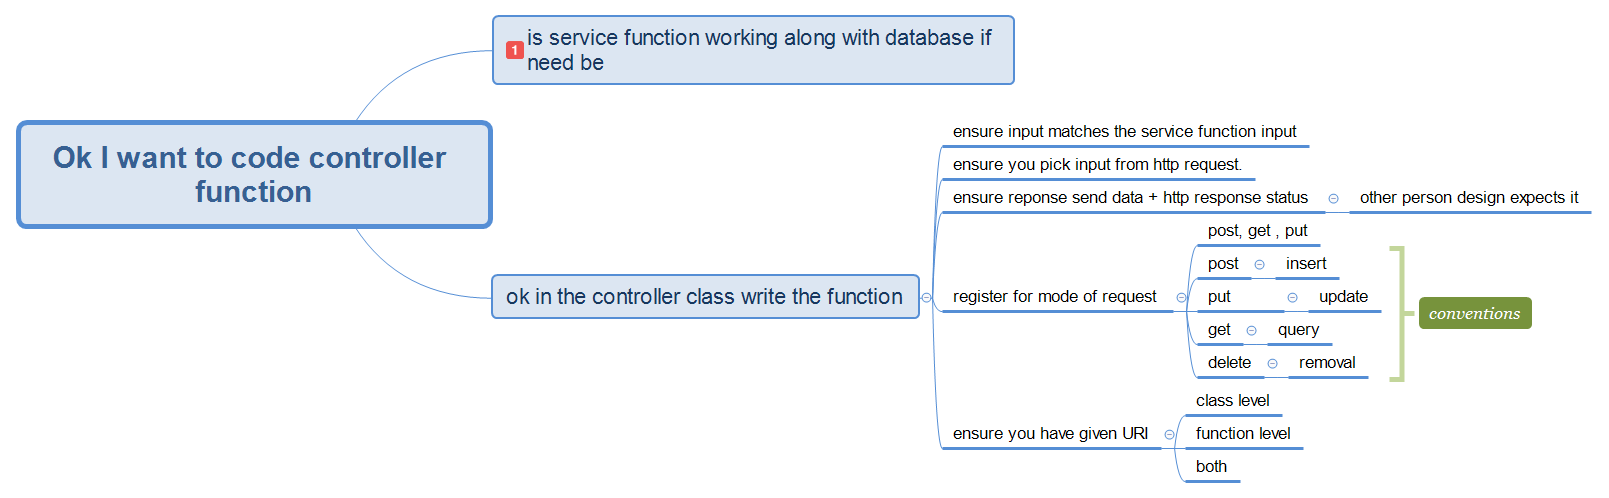 Ok I want to code controller
function
1
is service function working along with database if
need be
ok in the controller class write the function
ensure input matches the service function input
ensure you pick input from http request.
ensure reponse send data + http response status
other person design expects it
register for mode of request
post, get , put
post
insert
put
update
get
query
delete
removal
conventions
ensure you have given URI
class level
function level
both